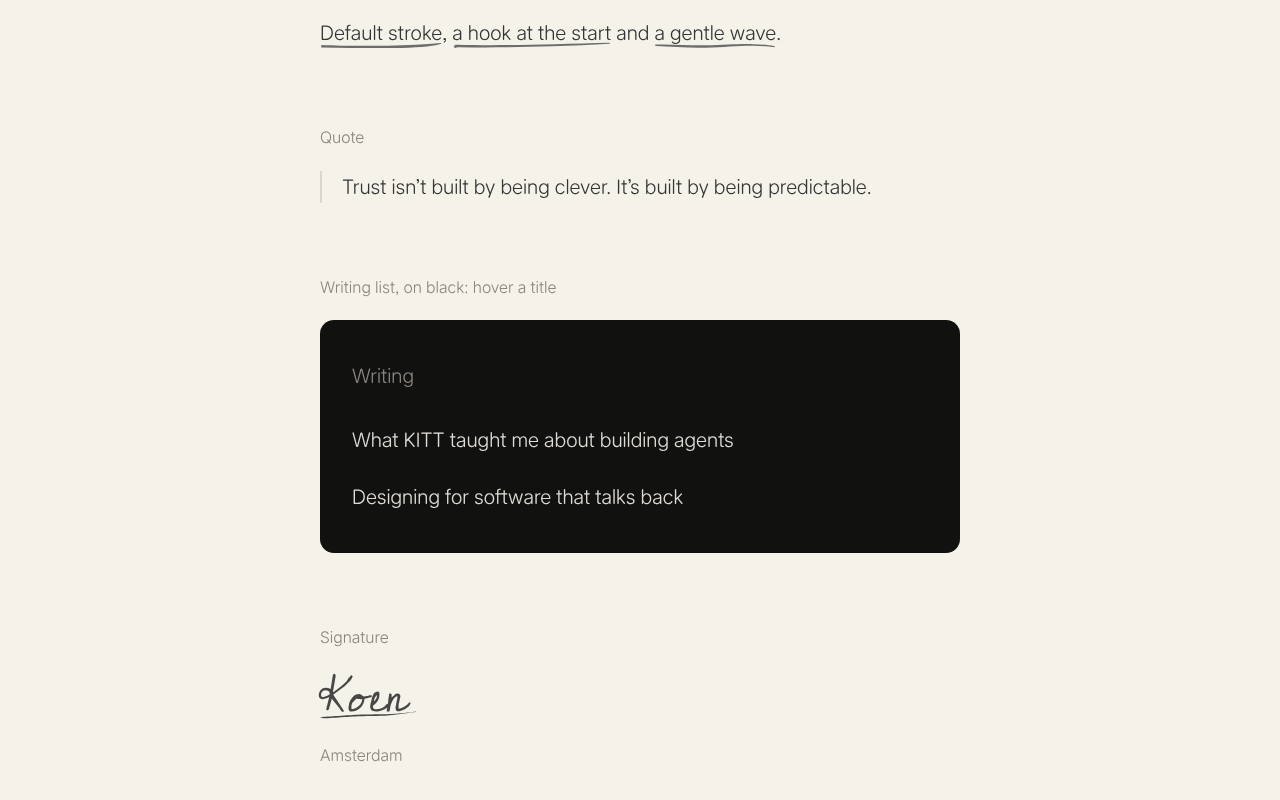 Default stroke, a hook at the start and a gentle wave.
Quote
Trust isn’t built by being clever. It’s built by being predictable.
Writing list, on black: hover a title
Writing
What KITT taught me about building agents
Designing for software that talks back
Signature
Koen
Amsterdam